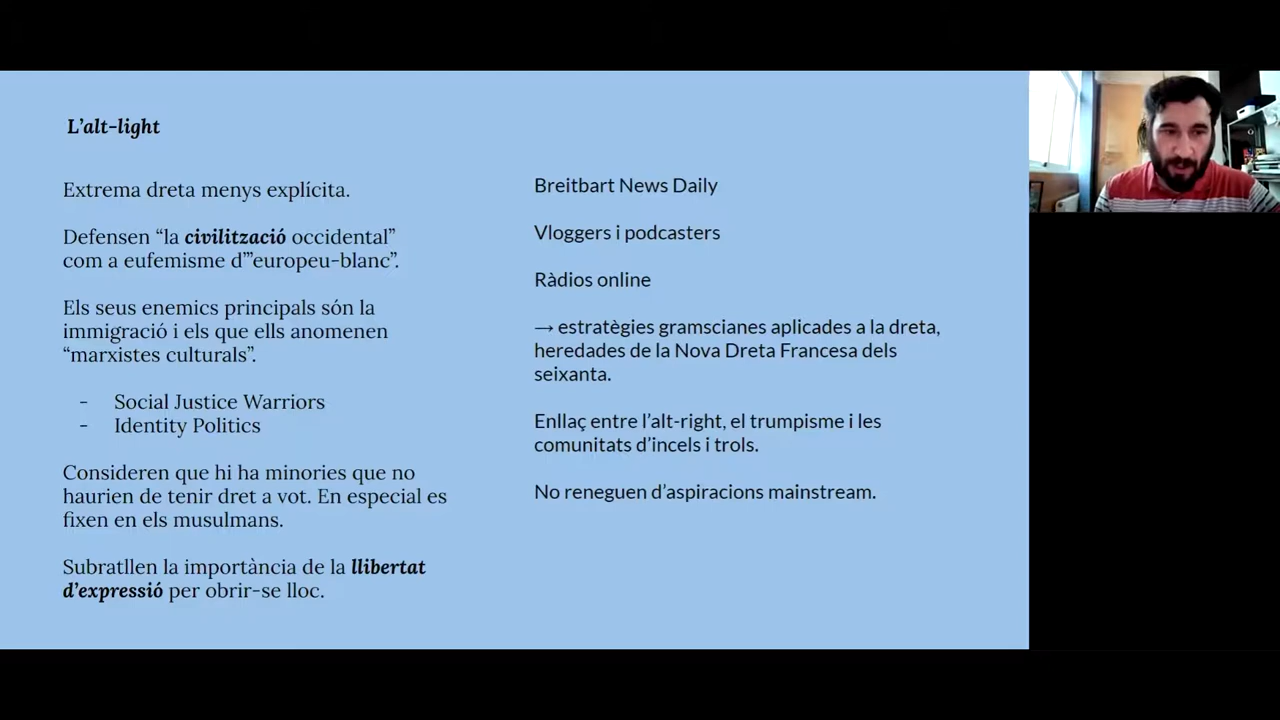 L’alt-light
Extrema dreta menys explícita.
Defensen “la civilització occidental”
com a eufemisme d’”europeu-blanc”.
Els seus enemics principals són la
immigració i els que ells anomenen
“marxistes culturals”.
- Social Justice Warriors
- Identity Politics
Consideren que hi ha minories que no
haurien de tenir dret a vot. En especial es
fixen en els musulmans.
Subratllen la importància de la llibertat
d’expressió per obrir-se lloc.
Breitbart News Daily
Vloggers i podcasters
Ràdios online
→ estratègies gramscianes aplicades a la dreta,
heredades de la Nova Dreta Francesa dels
seixanta.
Enllaç entre l’alt-right, el trumpisme i les
comunitats d’incels i trols.
No reneguen d’aspiracions mainstream.